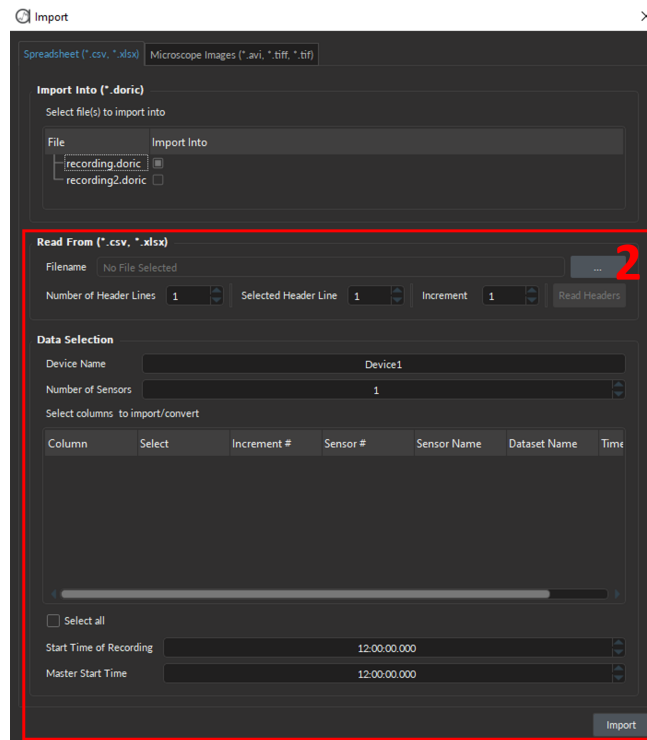 Import
Spreadsheet (*.csv, *.xlsx) Microscope Images (*.avi, *.tiff, *.tif)
Import Into (*.doric)
Select file(s) to import into
File Import Into
recording.doric
recording2.doric
Read From (*.csv, *.xlsx)
2
Filename No File Selected ...
Number of Header Lines 1 Selected Header Line 1 Increment 1 Read Headers
Data Selection
Device Name Device1
Number of Sensors 1
Select columns to import/convert
Column Select Increment # Sensor # Sensor Name Dataset Name Time
Select all
Start Time of Recording 12:00:00.000
Master Start Time 12:00:00.000
Import